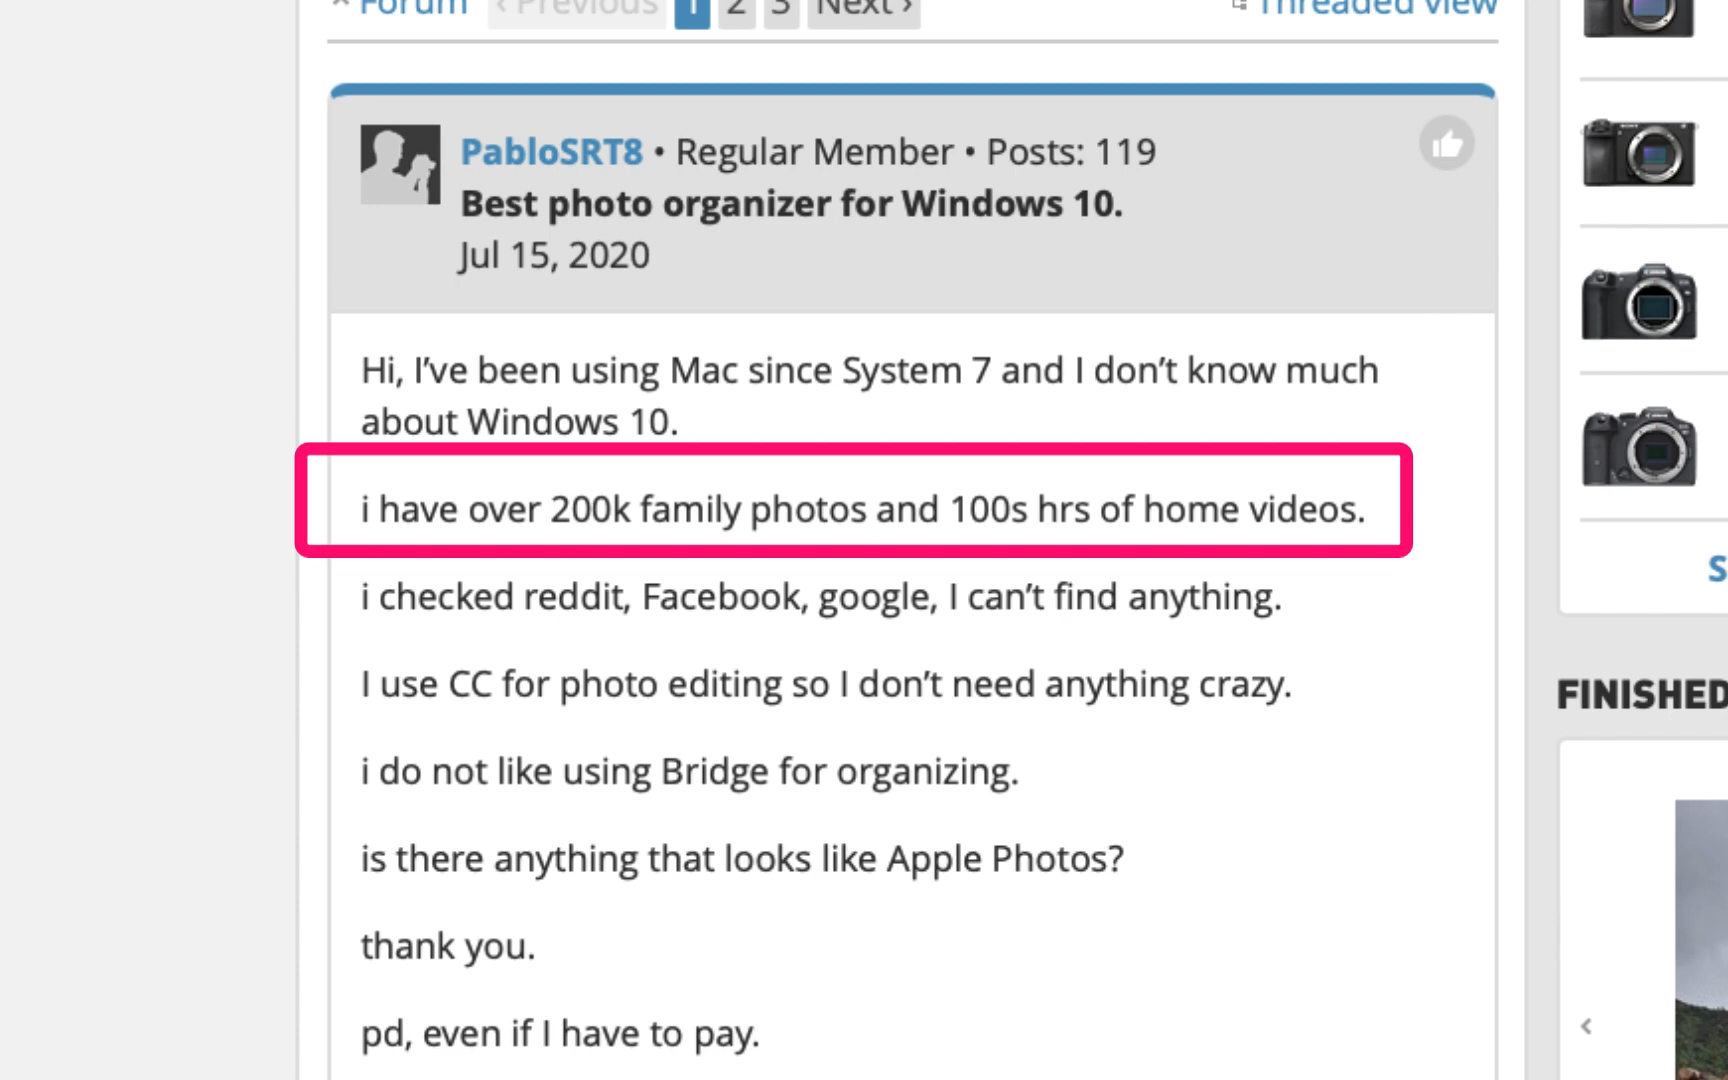 ^ Forum ‹ Previous 1 2 3 Next › Threaded view
PabloSRT8 • Regular Member • Posts: 119
Best photo organizer for Windows 10.
Jul 15, 2020
Hi, I’ve been using Mac since System 7 and I don’t know much
about Windows 10.
i have over 200k family photos and 100s hrs of home videos.
i checked reddit, Facebook, google, I can’t find anything.
I use CC for photo editing so I don’t need anything crazy.
i do not like using Bridge for organizing.
is there anything that looks like Apple Photos?
thank you.
pd, even if I have to pay.
S
FINISHED